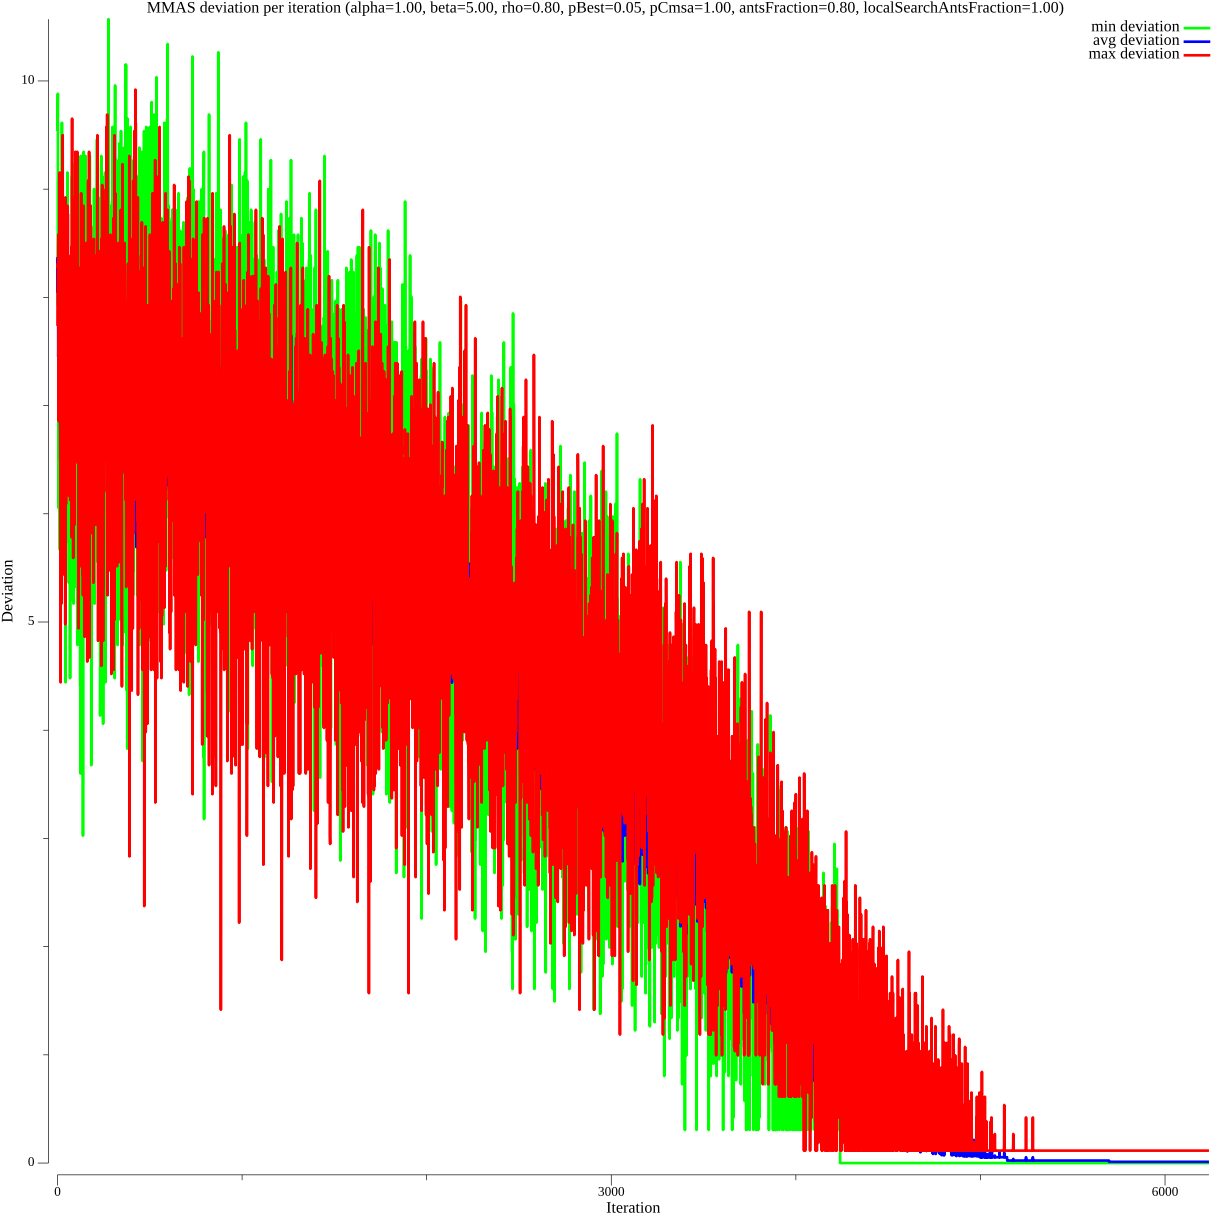 MMAS deviation per iteration (alpha=1.00, beta=5.00, rho=0.80, pBest=0.05, pCmsa=1.00, antsFraction=0.80, localSearchAntsFraction=1.00)
min deviation
avg deviation
max deviation
10
5
0
Deviation
0
3000
6000
Iteration